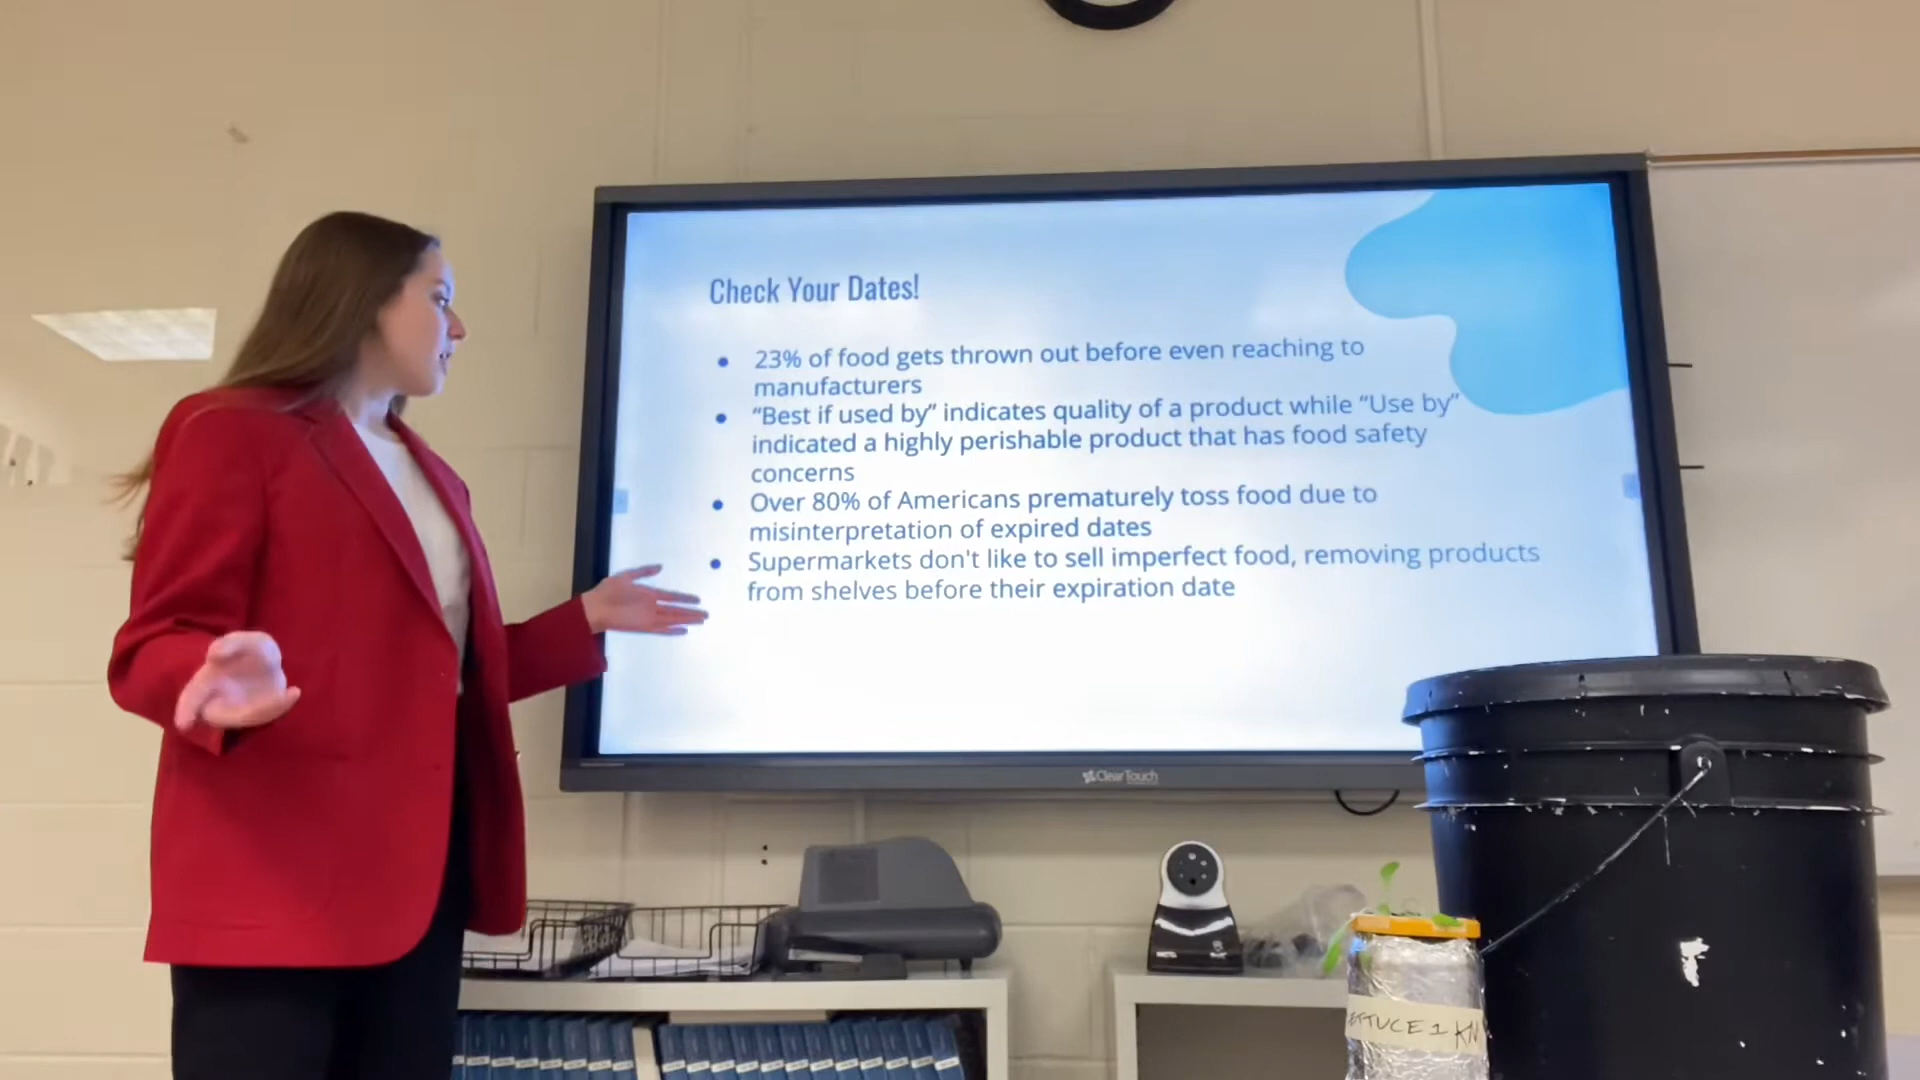 Check Your Dates!
● 23% of food gets thrown out before even reaching to
manufacturers
● “Best if used by” indicates quality of a product while “Use by”
indicated a highly perishable product that has food safety
concerns
● Over 80% of Americans prematurely toss food due to
misinterpretation of expired dates
● Supermarkets don't like to sell imperfect food, removing products
from shelves before their expiration date
ClearTouch
ETTUCE 1 KN